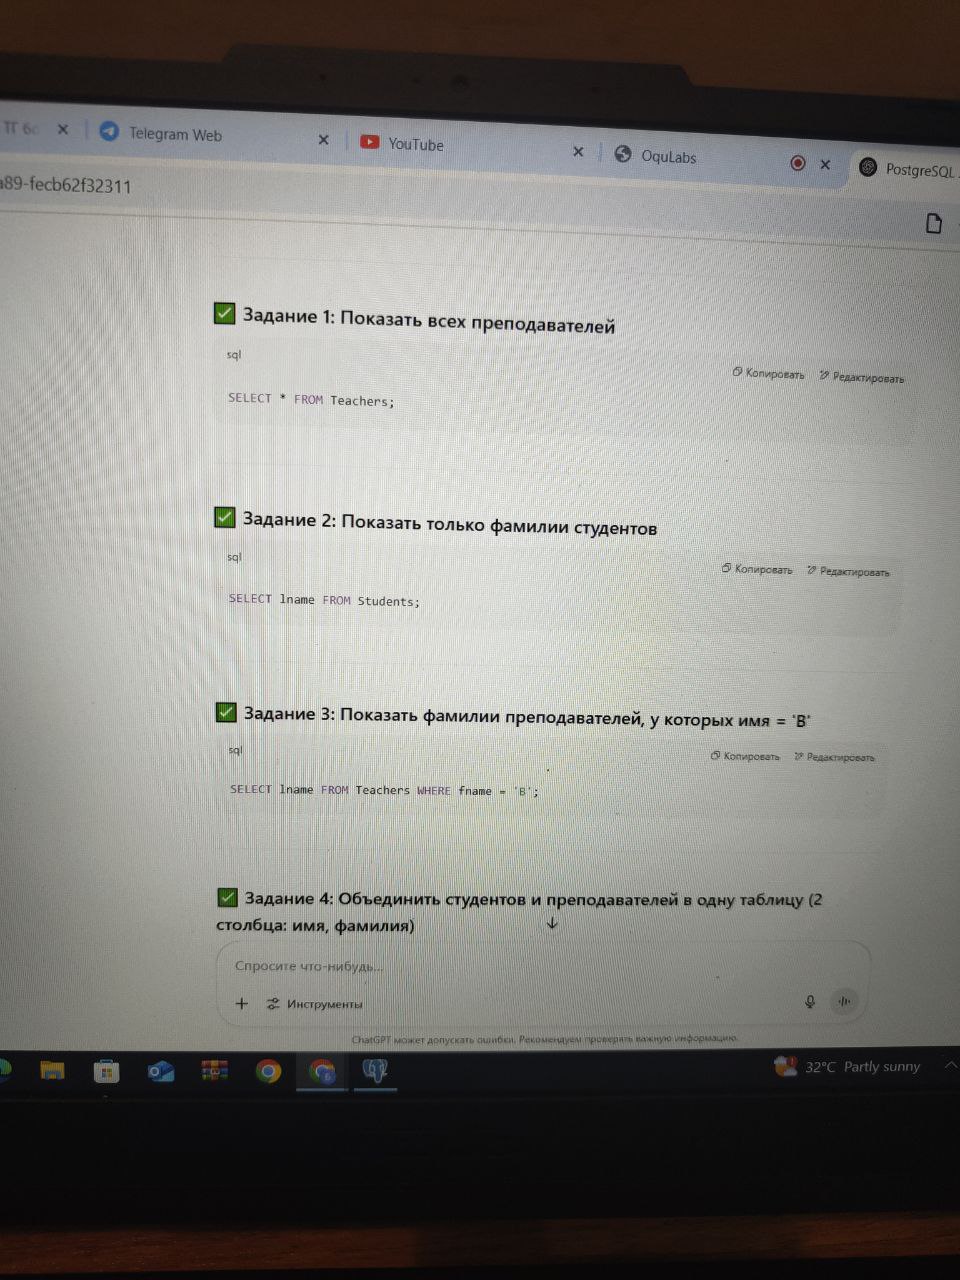 ТГ
Telegram Web
YouTube
OquLabs
PostgreSQL
a89-fecb62f32311
Задание 1: Показать всех преподавателей
sql
Копировать
Редактировать
SELECT * FROM Teachers;
Задание 2: Показать только фамилии студентов
sql
Копировать
Редактировать
SELECT lname FROM Students;
Задание 3: Показать фамилии преподавателей, у которых имя = 'B'
sql
Копировать
Редактировать
SELECT lname FROM Teachers WHERE fname = 'B';
Задание 4: Объединить студентов и преподавателей в одну таблицу (2
столбца: имя, фамилия)
Спросите что-нибудь...
Инструменты
ChatGPT может допускать ошибки. Рекомендуем проверять важную информацию.
32°C Partly sunny